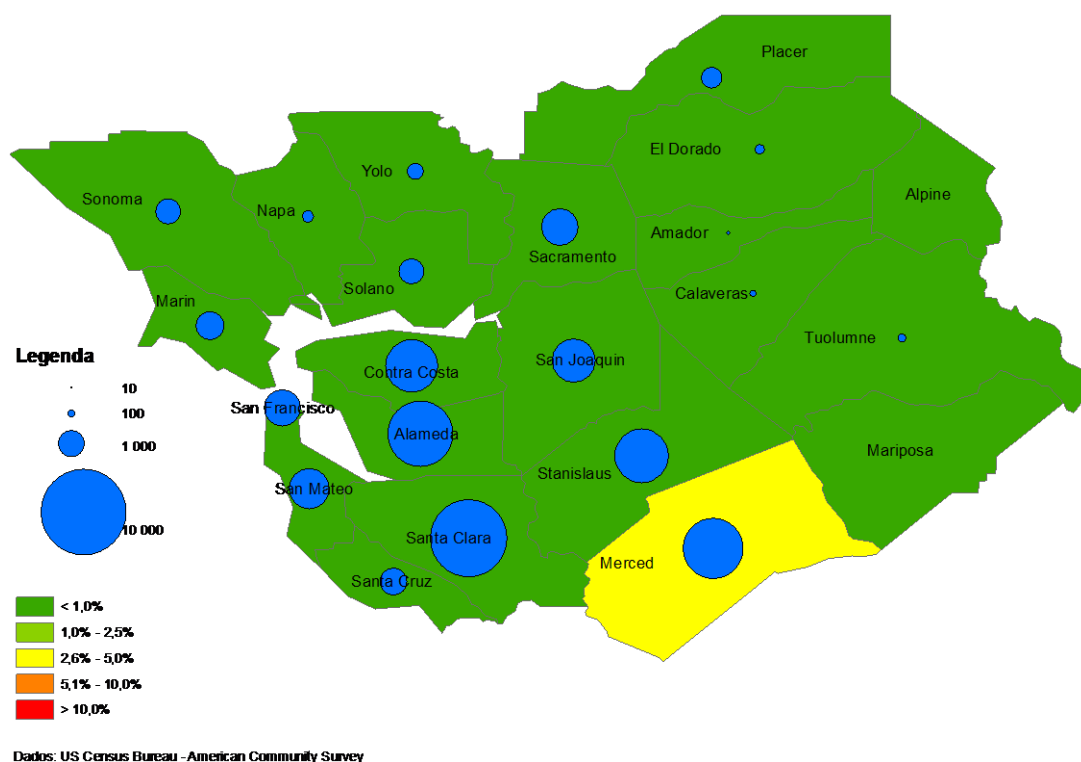 Placer
El Dorado
Alpine
Yolo
Sonoma
Napa
Sacramento
Amador
Solano
Calaveras
Marin
Tuolumne
Legenda
10
100
1 000
10 000
San Joaquin
Contra Costa
San Francisco
Alameda
Mariposa
Stanislaus
San Mateo
Santa Clara
Merced
Santa Cruz
< 1,0%
1,0% - 2,5%
2,6% - 5,0%
5,1% - 10,0%
> 10,0%
Dados: US Census Bureau - American Community Survey